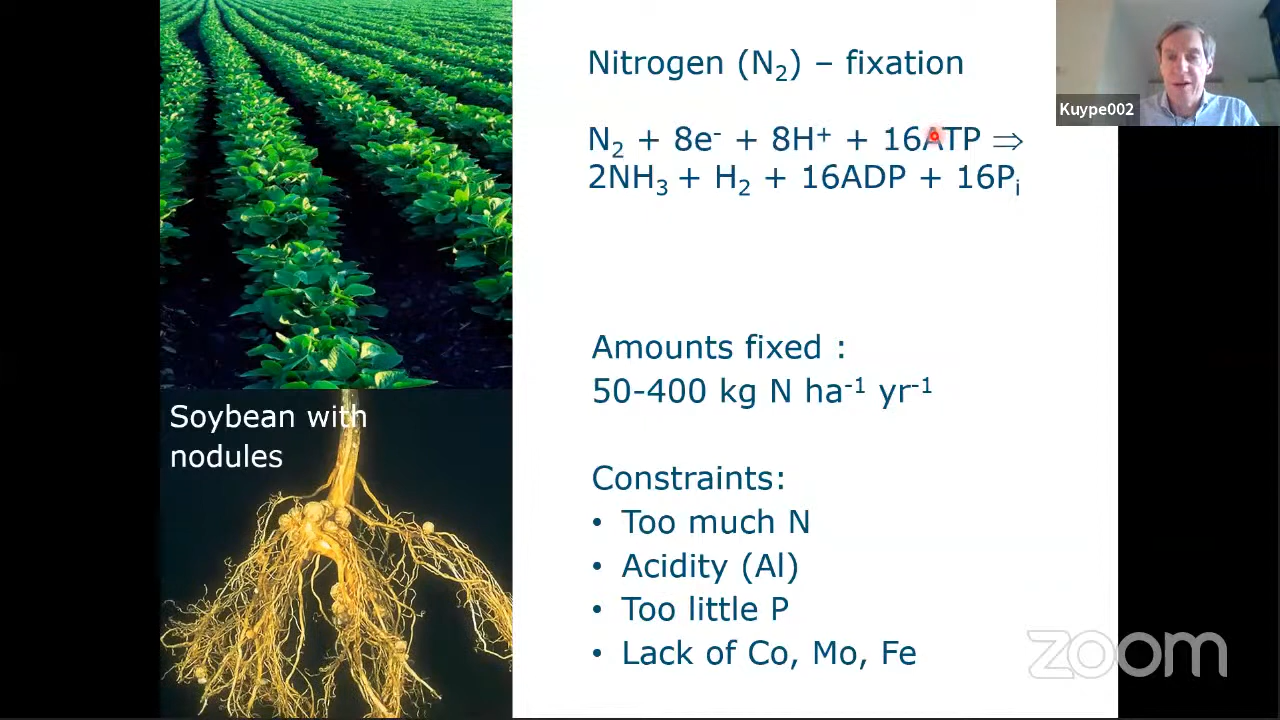 Nitrogen (N₂) – fixation
N₂ + 8e⁻ + 8H⁺ + 16ATP ⇒
2NH₃ + H₂ + 16ADP + 16Pᵢ
Amounts fixed :
50-400 kg N ha⁻¹ yr⁻¹
Constraints:
• Too much N
• Acidity (Al)
• Too little P
• Lack of Co, Mo, Fe
Soybean with
nodules
Kuype002
zoom